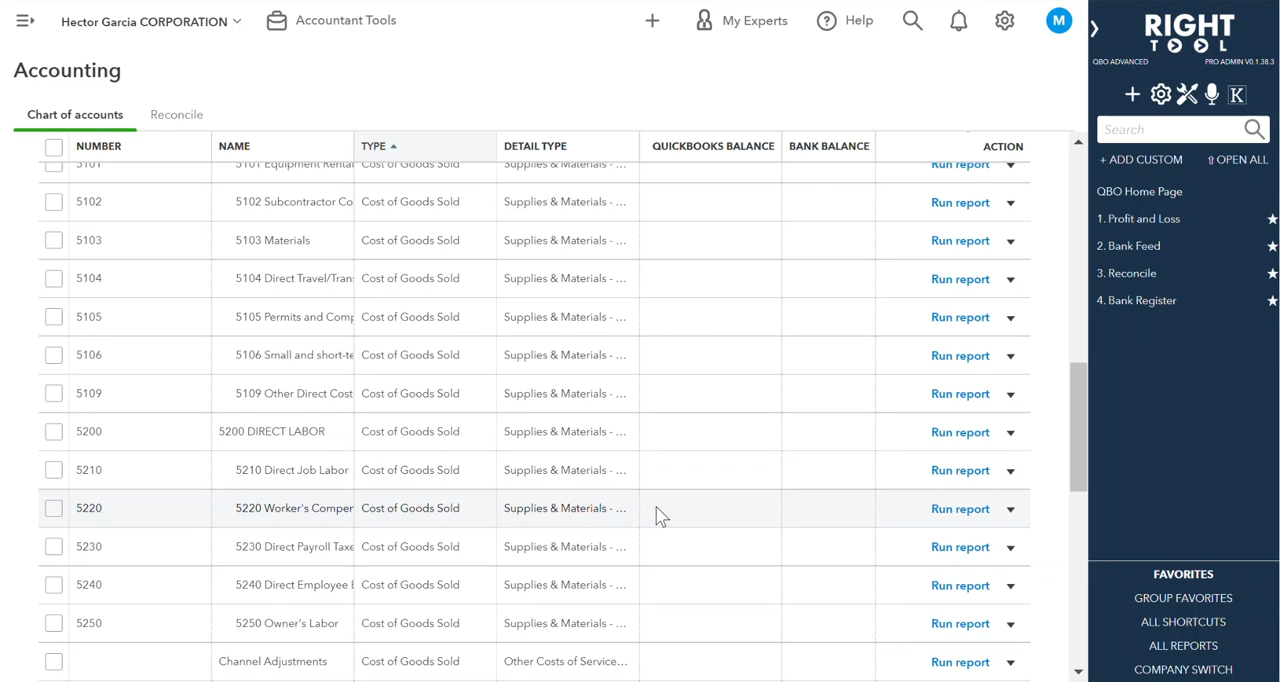 Hector Garcia CORPORATION
Accountant Tools
My Experts
Help
M
Accounting
Chart of accounts
Reconcile
NUMBER NAME TYPE DETAIL TYPE QUICKBOOKS BALANCE BANK BALANCE ACTION
5101 5101 Equipment Rental Cost of Goods Sold Supplies & Materials - ... Run report
5102 5102 Subcontractor Co Cost of Goods Sold Supplies & Materials - ... Run report
5103 5103 Materials Cost of Goods Sold Supplies & Materials - ... Run report
5104 5104 Direct Travel/Tran Cost of Goods Sold Supplies & Materials - ... Run report
5105 5105 Permits and Comp Cost of Goods Sold Supplies & Materials - ... Run report
5106 5106 Small and short-te Cost of Goods Sold Supplies & Materials - ... Run report
5109 5109 Other Direct Cost Cost of Goods Sold Supplies & Materials - ... Run report
5200 5200 DIRECT LABOR Cost of Goods Sold Supplies & Materials - ... Run report
5210 5210 Direct Job Labor Cost of Goods Sold Supplies & Materials - ... Run report
5220 5220 Worker's Compen Cost of Goods Sold Supplies & Materials - ... Run report
5230 5230 Direct Payroll Taxe Cost of Goods Sold Supplies & Materials - ... Run report
5240 5240 Direct Employee B Cost of Goods Sold Supplies & Materials - ... Run report
5250 5250 Owner's Labor Cost of Goods Sold Supplies & Materials - ... Run report
Channel Adjustments Cost of Goods Sold Other Costs of Service... Run report
RIGHT
TOOL
QBO ADVANCED PRO ADMIN V0.1.38.3
K
Search
+ ADD CUSTOM OPEN ALL
QBO Home Page
1. Profit and Loss
2. Bank Feed
3. Reconcile
4. Bank Register
FAVORITES
GROUP FAVORITES
ALL SHORTCUTS
ALL REPORTS
COMPANY SWITCH